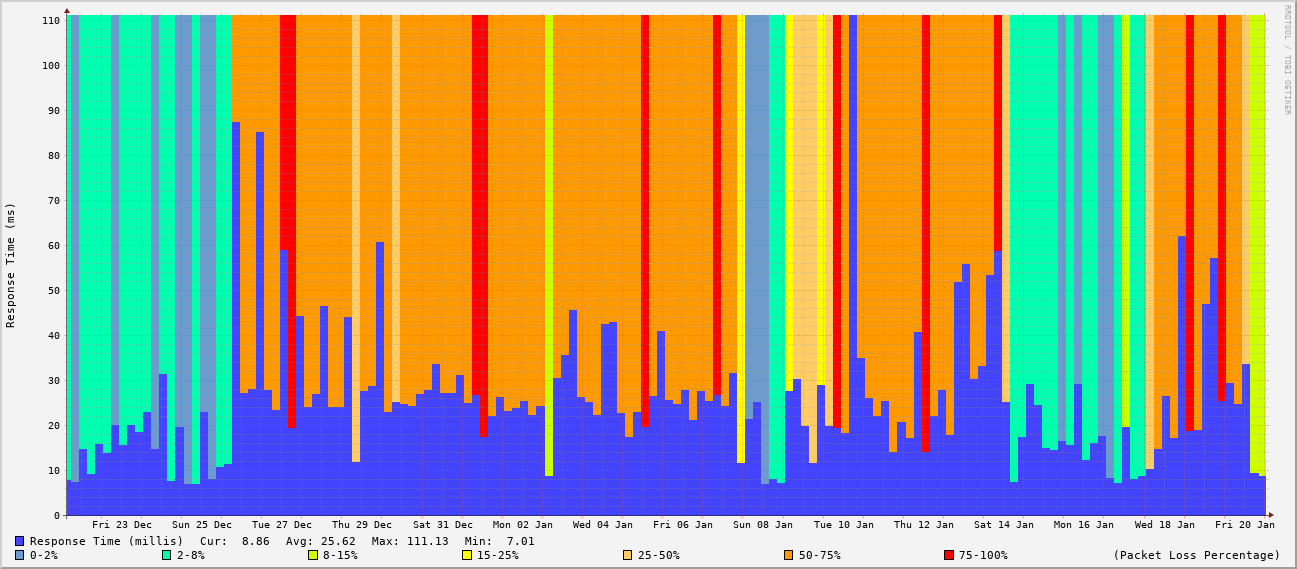 RRDTOOL / TOBI OETIKER
Response Time (ms)
110
100
90
80
70
60
50
40
30
20
10
0
Fri 23 Dec Sun 25 Dec Tue 27 Dec Thu 29 Dec Sat 31 Dec Mon 02 Jan Wed 04 Jan Fri 06 Jan Sun 08 Jan Tue 10 Jan Thu 12 Jan Sat 14 Jan Mon 16 Jan Wed 18 Jan Fri 20 Jan
Response Time (millis) Cur: 8.86 Avg: 25.62 Max: 111.13 Min: 7.01
0-2% 2-8% 8-15% 15-25% 25-50% 50-75% 75-100% (Packet Loss Percentage)